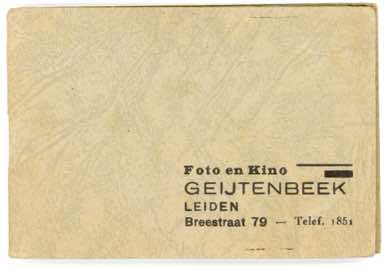 Foto en Kino
GEIJTENBEEK
LEIDEN
Breestraat 79 — Telef. 1851